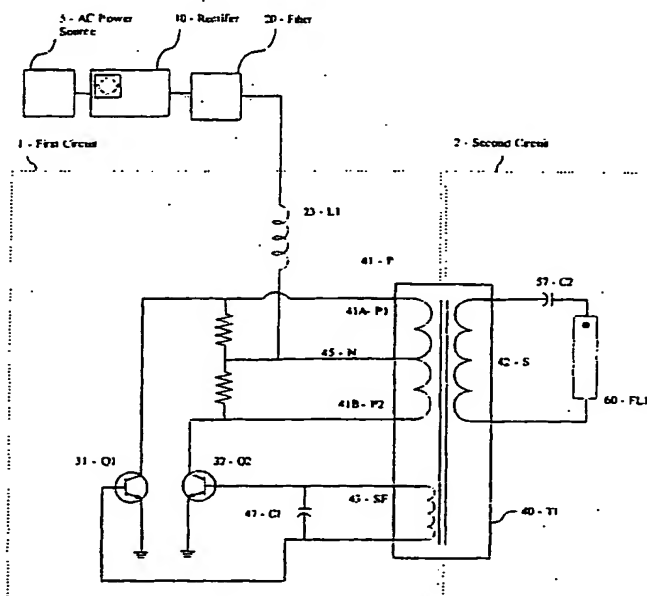 5 - AC Power
Source
10 - Rectifer
20 - Filter
1 - First Circuit
2 - Second Circuit
23 - L1
41 - P
57 - C2
41A- P1
45 - N
42 - S
41B - P2
60 - FL1
31 - Q1
32 - Q2
43 - SF
47 - C1
40 - T1